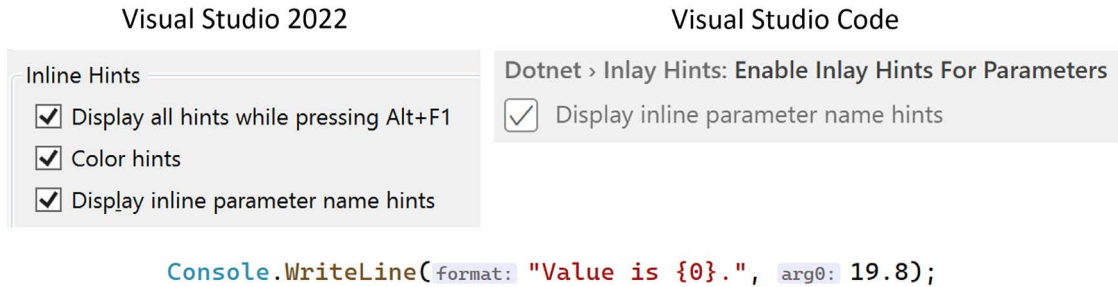 Visual Studio 2022
Inline Hints
Display all hints while pressing Alt+F1
Color hints
Display inline parameter name hints
Visual Studio Code
Dotnet › Inlay Hints: Enable Inlay Hints For Parameters
Display inline parameter name hints
Console.WriteLine(format: "Value is {0}.", arg0: 19.8);